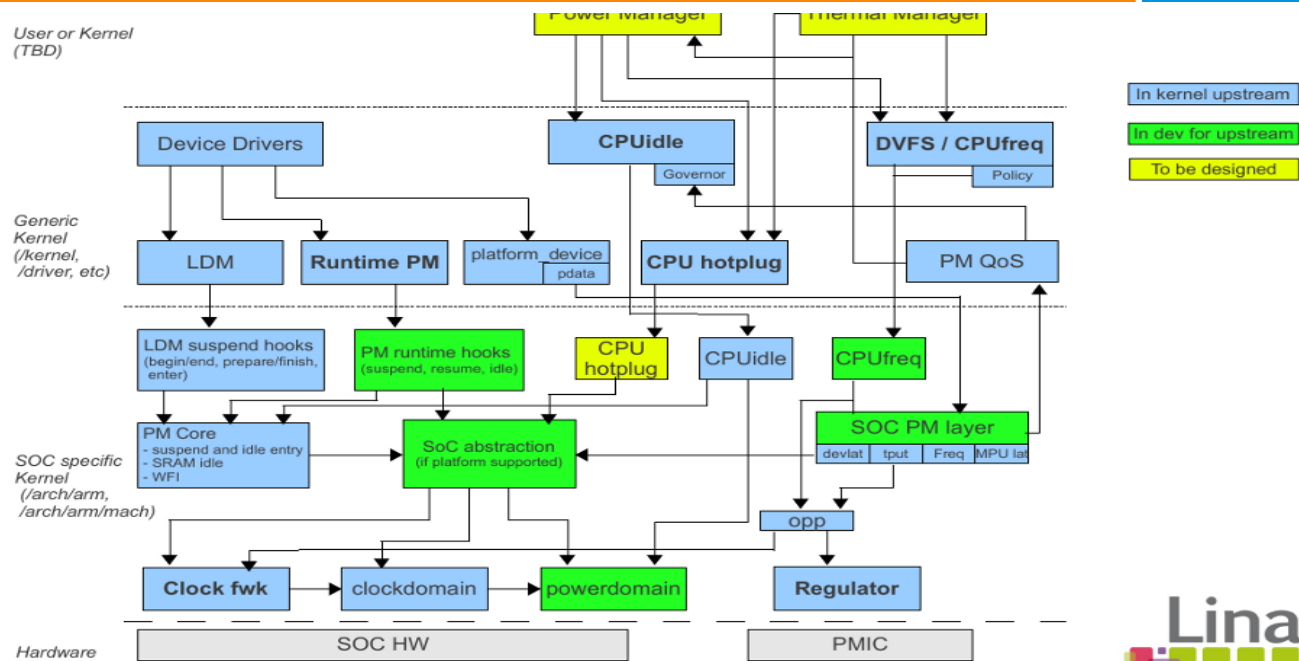 Power Manager
Thermal Manager
User or Kernel
(TBD)
In kernel upstream
In dev for upstream
To be designed
Device Drivers
CPUidle
Governor
DVFS / CPUfreq
Policy
Generic
Kernel
(/kernel,
/driver, etc)
LDM
Runtime PM
platform_device
pdata
CPU hotplug
PM QoS
LDM suspend hooks
(begin/end, prepare/finish,
enter)
PM runtime hooks
(suspend, resume, idle)
CPU
hotplug
CPUidle
CPUfreq
SOC specific
Kernel
(/arch/arm,
/arch/arm/mach)
PM Core
- suspend and idle entry
- SRAM idle
- WFI
SoC abstraction
(if platform supported)
SOC PM layer
devlat
tput
Freq
MPU lat
opp
Clock fwk
clockdomain
powerdomain
Regulator
Hardware
SOC HW
PMIC
Lina